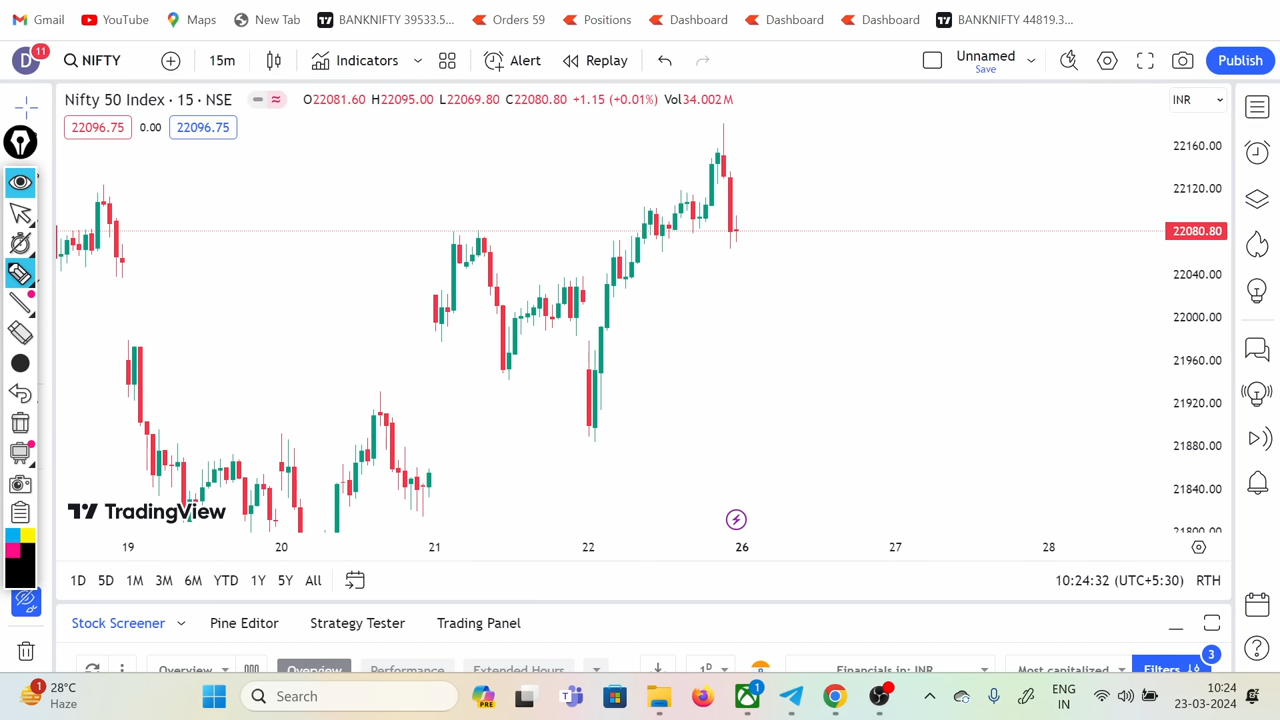 Gmail YouTube Maps New Tab BANKNIFTY 39533.5... Orders 59 Positions Dashboard Dashboard Dashboard BANKNIFTY 44819.3...
D 11 NIFTY 15m Indicators Alert Replay Unnamed Save Publish
Nifty 50 Index · 15 · NSE O22081.60 H22095.00 L22069.80 C22080.80 +1.15 (+0.01%) Vol34.002M INR
22096.75 0.00 22096.75
22160.00
22120.00
22080.80
22040.00
22000.00
21960.00
21920.00
21880.00
21840.00
21800.00
TradingView
19 20 21 22 26 27 28
1D 5D 1M 3M 6M YTD 1Y 5Y All 10:24:32 (UTC+5:30) RTH
Stock Screener Pine Editor Strategy Tester Trading Panel
Overview Overview Performance Extended Hours 1D Financials in: INR Most capitalized Filters 3
1 28°C Haze Search PRE 1 ENG IN 10:24 23-03-2024